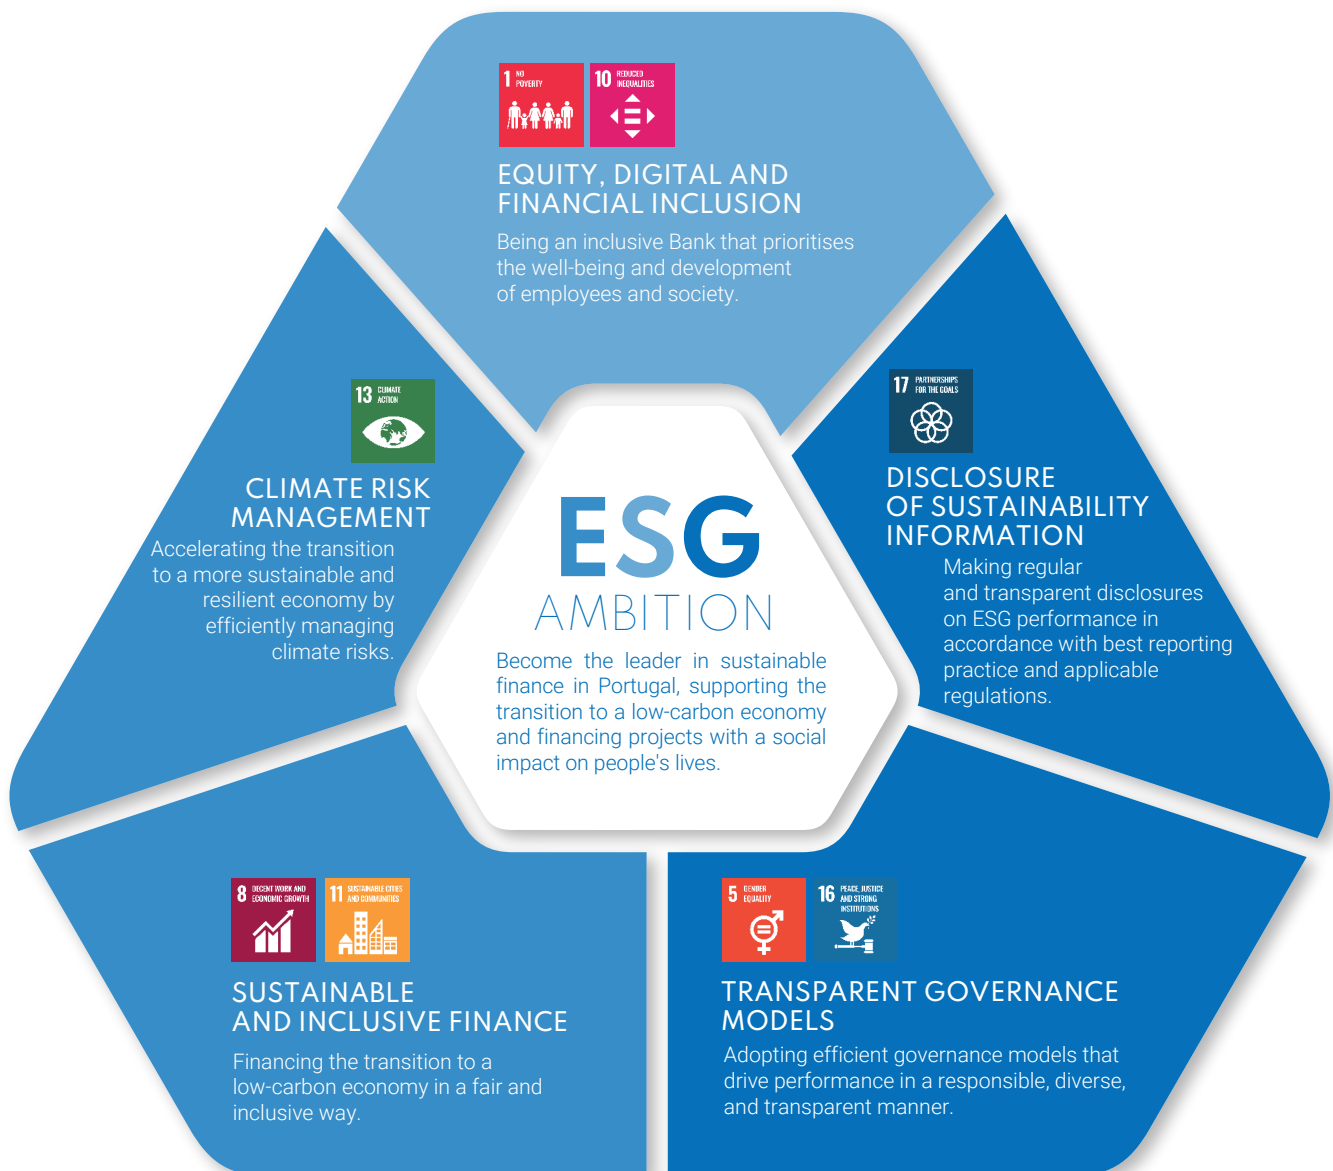 1 NO
POVERTY
10 REDUCED
INEQUALITIES
EQUITY, DIGITAL AND
FINANCIAL INCLUSION
Being an inclusive Bank that prioritises
the well-being and development
of employees and society.
13 CLIMATE
ACTION
CLIMATE RISK
MANAGEMENT
Accelerating the transition
to a more sustainable and
resilient economy by
efficiently managing
climate risks.
17 PARTNERSHIPS
FOR THE GOALS
DISCLOSURE
OF SUSTAINABILITY
INFORMATION
Making regular
and transparent disclosures
on ESG performance in
accordance with best reporting
practice and applicable
regulations.
ESG
AMBITION
Become the leader in sustainable
finance in Portugal, supporting the
transition to a low-carbon economy
and financing projects with a social
impact on people's lives.
8 DECENT WORK AND
ECONOMIC GROWTH
11 SUSTAINABLE CITIES
AND COMMUNITIES
SUSTAINABLE
AND INCLUSIVE FINANCE
Financing the transition to a
low-carbon economy in a fair and
inclusive way.
5 GENDER
EQUALITY
16 PEACE, JUSTICE
AND STRONG
INSTITUTIONS
TRANSPARENT GOVERNANCE
MODELS
Adopting efficient governance models that
drive performance in a responsible, diverse,
and transparent manner.